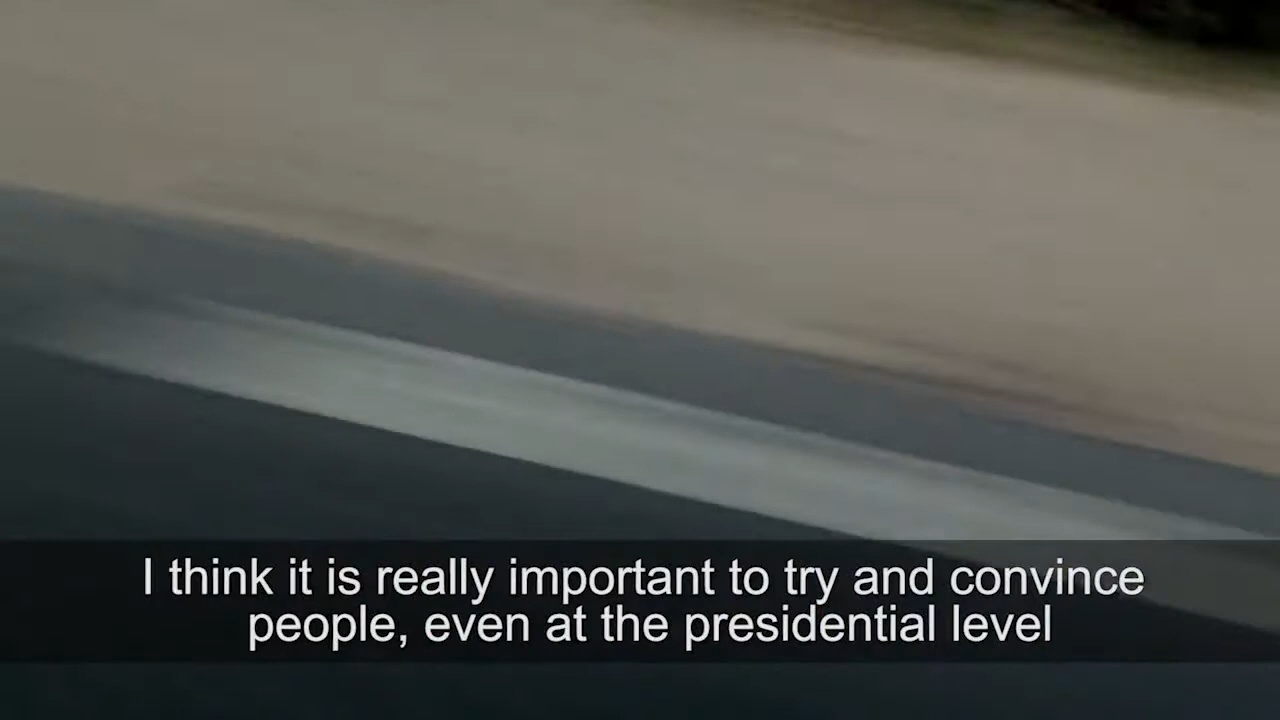 I think it is really important to try and convince
people, even at the presidential level